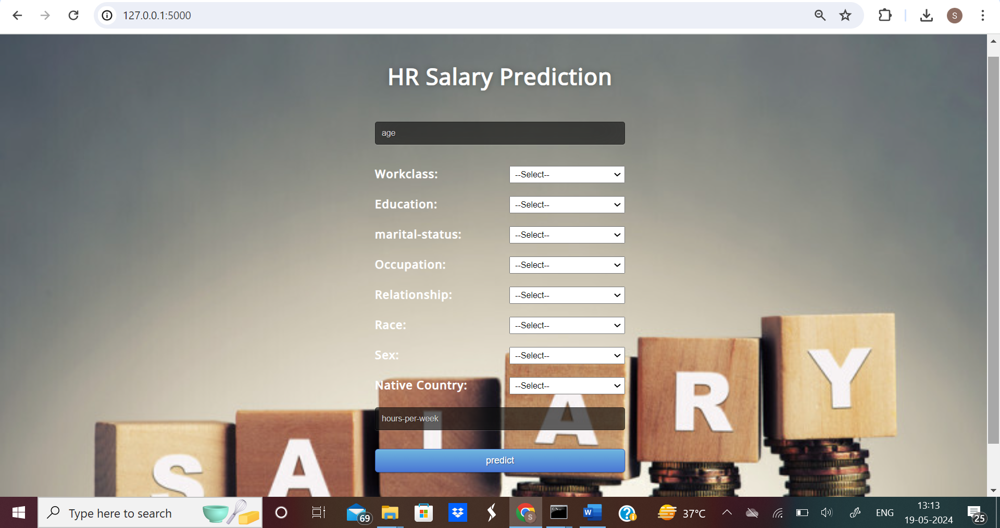 127.0.0.1:5000
S
HR Salary Prediction
age
Workclass: --Select--
Education: --Select--
marital-status: --Select--
Occupation: --Select--
Relationship: --Select--
Race: --Select--
Sex: --Select--
Native Country: --Select--
hours-per-week
predict
S A L A R Y
Type here to search
69
S
W
37°C
ENG
13:13
19-05-2024
25